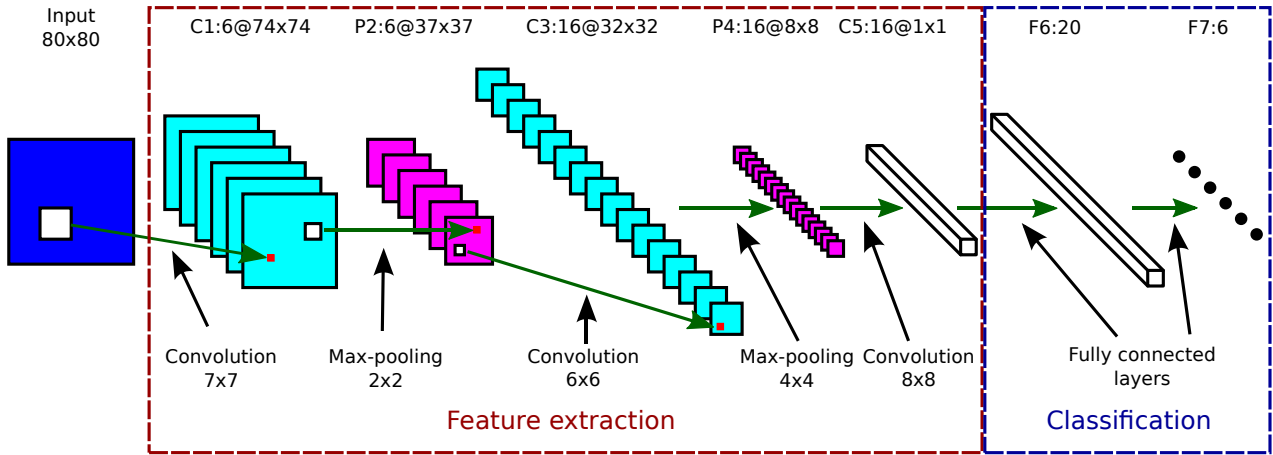 Input
80x80
C1:6@74x74
P2:6@37x37
C3:16@32x32
P4:16@8x8
C5:16@1x1
F6:20
F7:6
Convolution
7x7
Max-pooling
2x2
Convolution
6x6
Max-pooling
4x4
Convolution
8x8
Fully connected
layers
Feature extraction
Classification